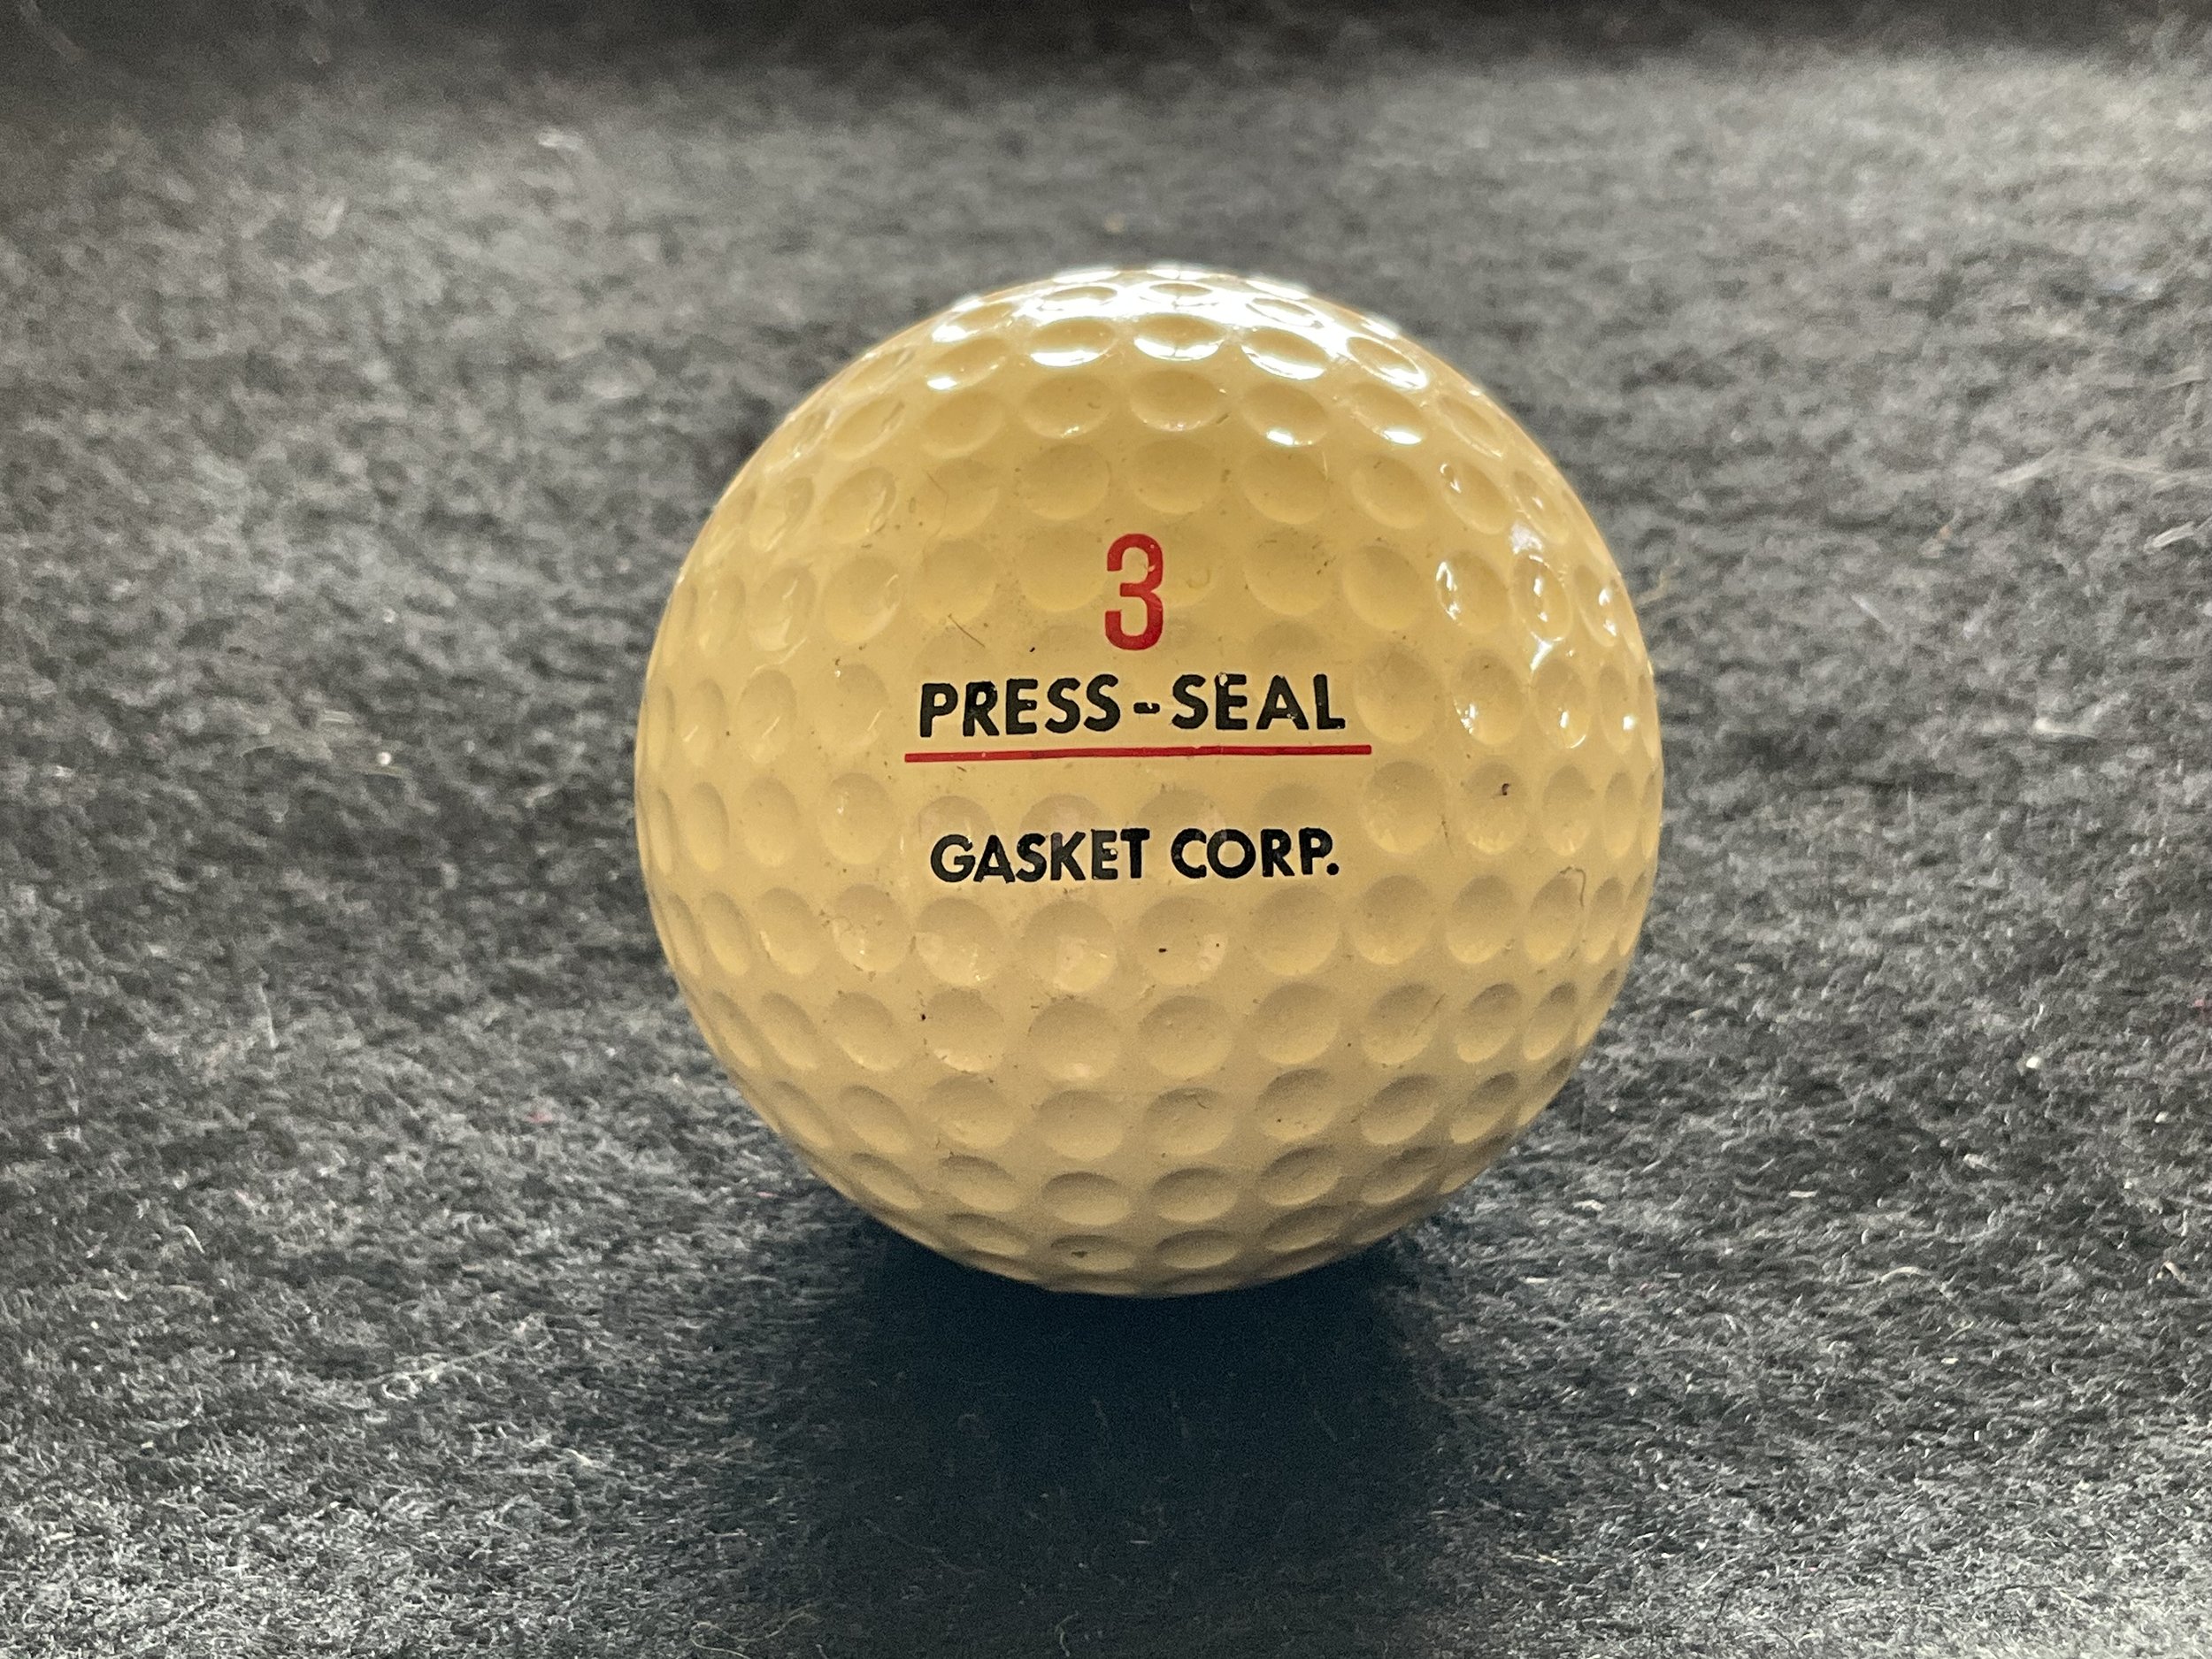 3
PRESS-SEAL
GASKET CORP.